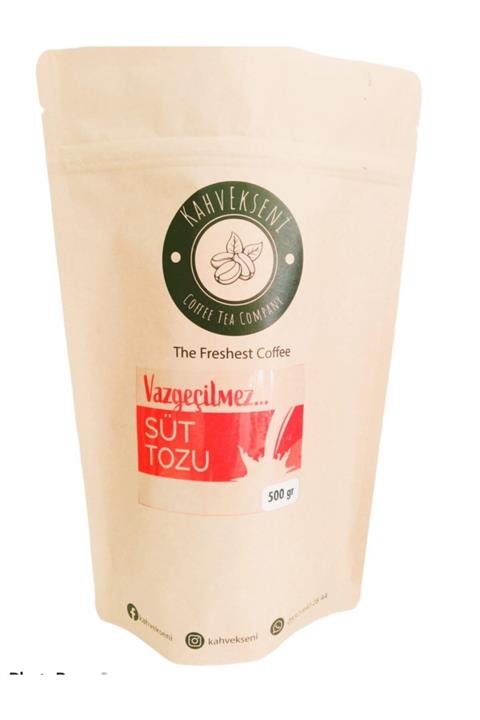 KAHVEKSENİ
COFFEE TEA COMPANY
The Freshest Coffee
Vazgeçilmez...
SÜT
TOZU
500 gr
kahvekseni
kahvekseni